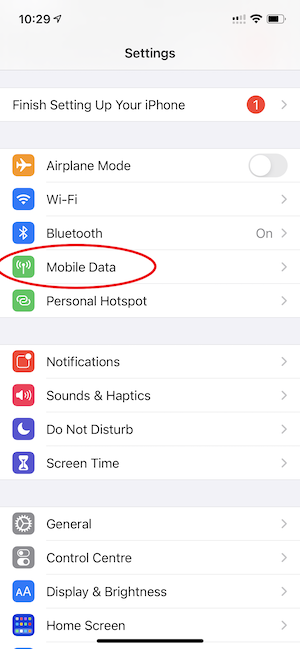 10:29
Settings
Finish Setting Up Your iPhone 1
Airplane Mode
Wi-Fi
Bluetooth On
Mobile Data
Personal Hotspot
Notifications
Sounds & Haptics
Do Not Disturb
Screen Time
General
Control Centre
AA Display & Brightness
Home Screen